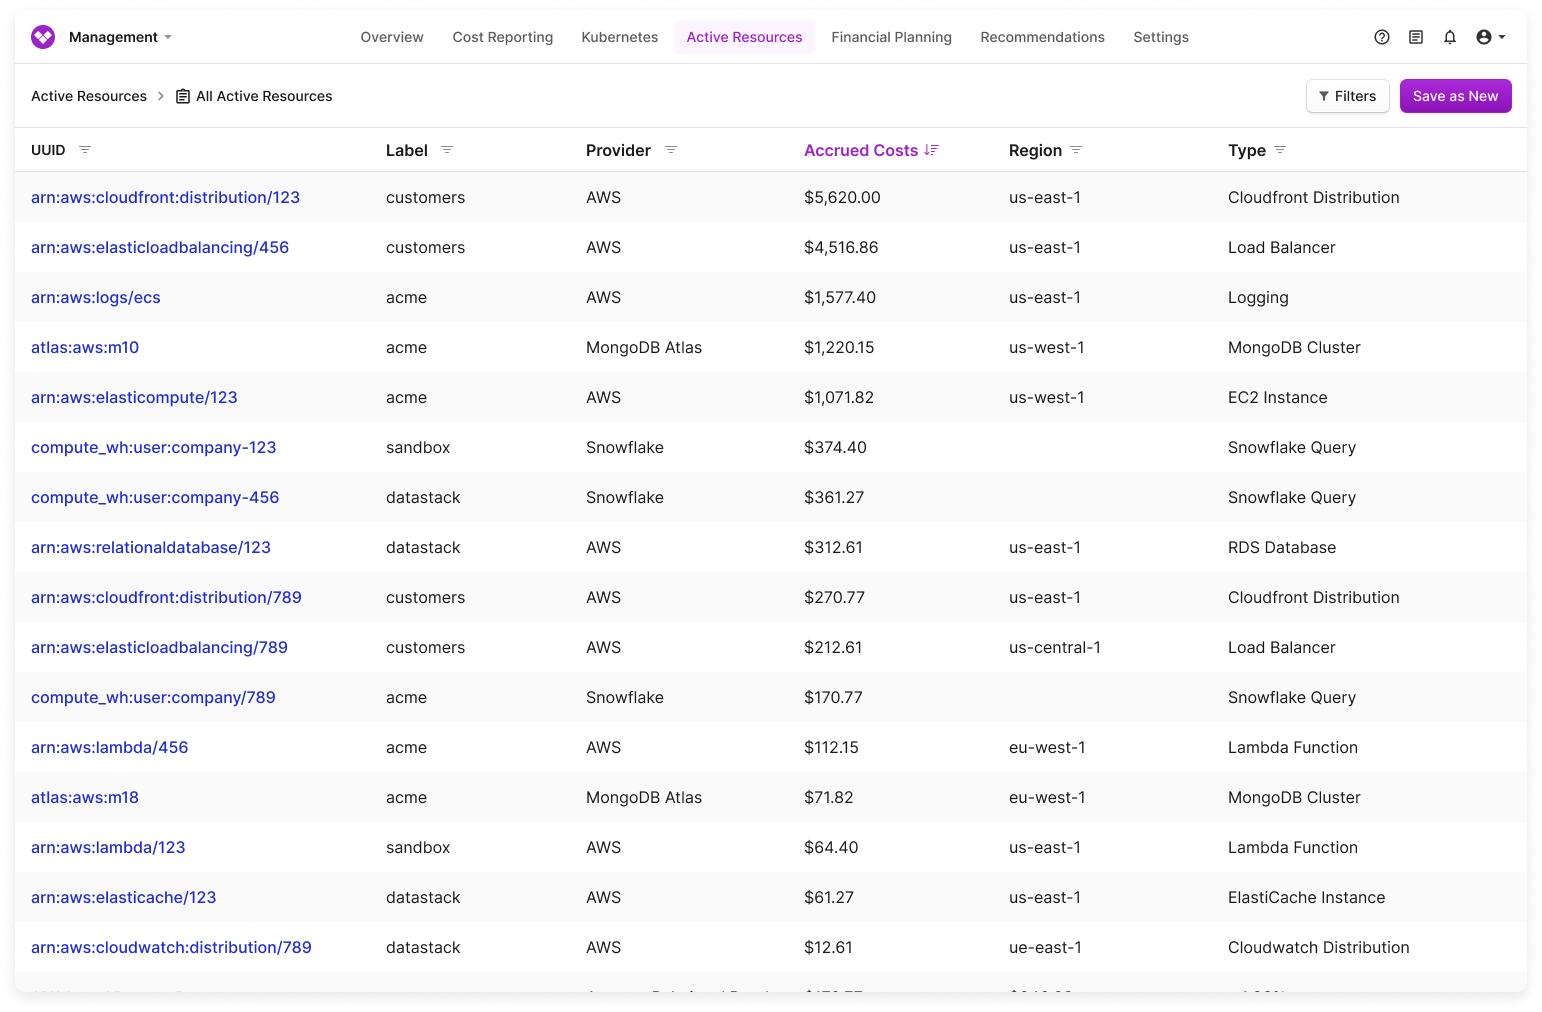 Management Overview Cost Reporting Kubernetes Active Resources Financial Planning Recommendations Settings
Active Resources All Active Resources Filters Save as New
UUID Label Provider Accrued Costs Region Type
arn:aws:cloudfront:distribution/123 customers AWS $5,620.00 us-east-1 Cloudfront Distribution
arn:aws:elasticloadbalancing/456 customers AWS $4,516.86 us-east-1 Load Balancer
arn:aws:logs/ecs acme AWS $1,577.40 us-east-1 Logging
atlas:aws:m10 acme MongoDB Atlas $1,220.15 us-west-1 MongoDB Cluster
arn:aws:elasticompute/123 acme AWS $1,071.82 us-west-1 EC2 Instance
compute_wh:user:company-123 sandbox Snowflake $374.40 Snowflake Query
compute_wh:user:company-456 datastack Snowflake $361.27 Snowflake Query
arn:aws:relationaldatabase/123 datastack AWS $312.61 us-east-1 RDS Database
arn:aws:cloudfront:distribution/789 customers AWS $270.77 us-east-1 Cloudfront Distribution
arn:aws:elasticloadbalancing/789 customers AWS $212.61 us-central-1 Load Balancer
compute_wh:user:company/789 acme Snowflake $170.77 Snowflake Query
arn:aws:lambda/456 acme AWS $112.15 eu-west-1 Lambda Function
atlas:aws:m18 acme MongoDB Atlas $71.82 eu-west-1 MongoDB Cluster
arn:aws:lambda/123 sandbox AWS $64.40 us-east-1 Lambda Function
arn:aws:elasticache/123 datastack AWS $61.27 us-east-1 ElastiCache Instance
arn:aws:cloudwatch:distribution/789 datastack AWS $12.61 ue-east-1 Cloudwatch Distribution